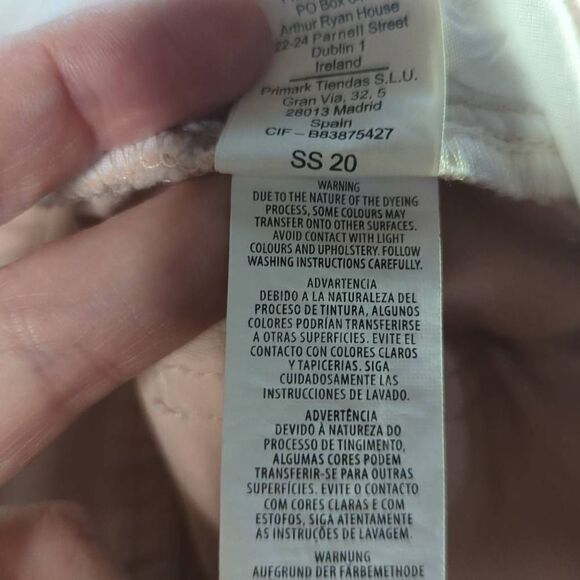 PO Box
Arthur Ryan House
22-24 Parnell Street
Dublin 1
Ireland
Primark Tiendas S.L.U.
Gran Via, 32, 5
28013 Madrid
Spain
CIF – B83875427
SS 20
WARNING
DUE TO THE NATURE OF THE DYEING
PROCESS, SOME COLOURS MAY
TRANSFER ONTO OTHER SURFACES.
AVOID CONTACT WITH LIGHT
COLOURS AND UPHOLSTERY. FOLLOW
WASHING INSTRUCTIONS CAREFULLY.
ADVARTENCIA
DEBIDO A LA NATURALEZA DEL
PROCESO DE TINTURA, ALGUNOS
COLORES PODRÍAN TRANSFERIRSE
A OTRAS SUPERFICIES. EVITE EL
CONTACTO CON COLORES CLAROS
Y TAPICERIAS. SIGA
CUIDADOSAMENTE LAS
INSTRUCCIONES DE LAVADO.
ADVERTÊNCIA
DEVIDO À NATUREZA DO
PROCESSO DE TINGIMENTO,
ALGUMAS CORES PODEM
TRANSFERIR-SE PARA OUTRAS
SUPERFÍCIES. EVITE O CONTACTO
COM CORES CLARAS E COM
ESTOFOS, SIGA ATENTAMENTE
AS INSTRUÇÕES DE LAVAGEM.
WARNUNG
AUFGRUND DER FÄRBEMETHODE